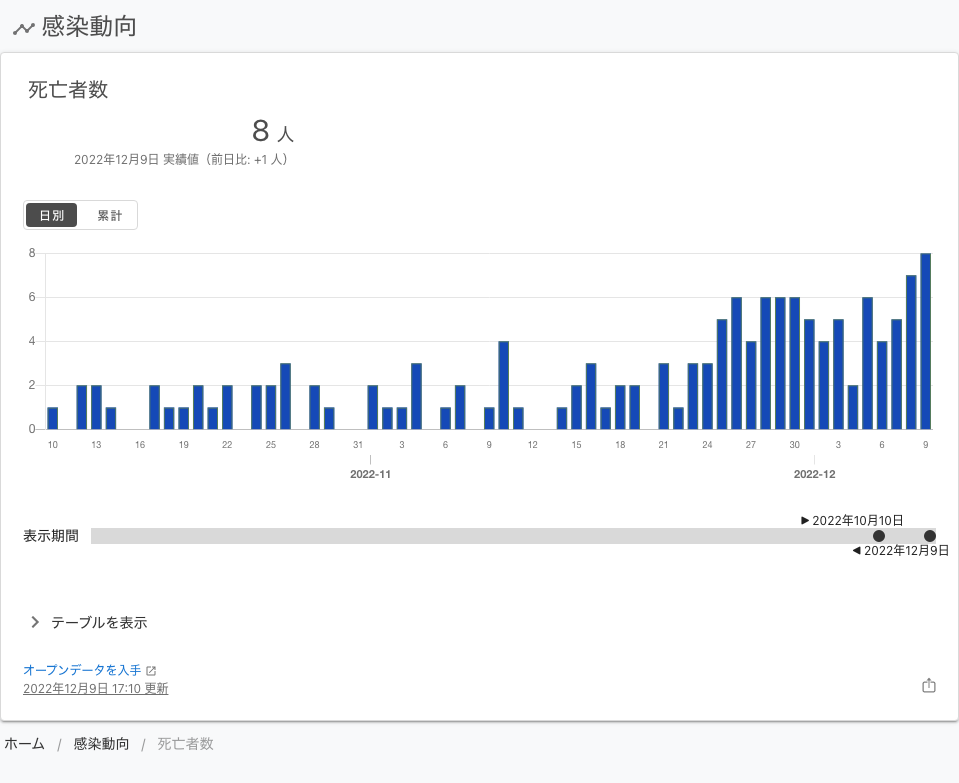 感染動向
死亡者数
8 人
2022年12月9日 実績値（前日比: +1 人）
日別 累計
8
6
4
2
0
10 13 16 19 22 25 28 31 3 6 9 12 15 18 21 24 27 30 3 6 9
2022-11 2022-12
2022年10月10日
表示期間
2022年12月9日
テーブルを表示
オープンデータを入手
2022年12月9日 17:10 更新
ホーム / 感染動向 / 死亡者数